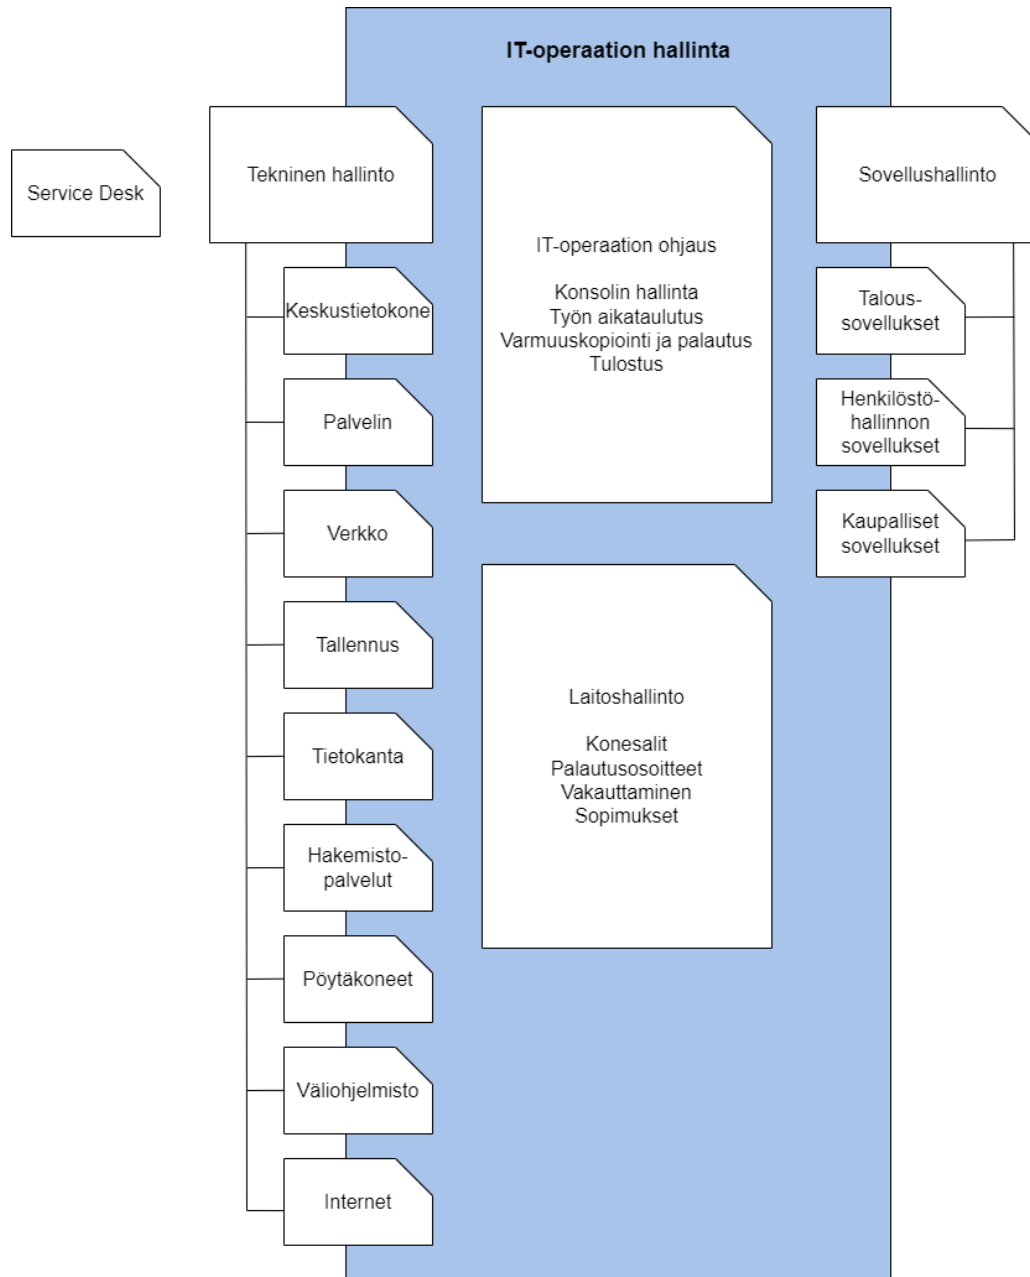 IT-operaation hallinta
Service Desk
Tekninen hallinto
Keskustietokone
Palvelin
Verkko
Tallennus
Tietokanta
Hakemisto-
palvelut
Pöytäkoneet
Väliohjelmisto
Internet
IT-operaation ohjaus
Konsolin hallinta
Työn aikataulutus
Varmuuskopiointi ja palautus
Tulostus
Laitoshallinto
Konesalit
Palautusosoitteet
Vakauttaminen
Sopimukset
Sovellushallinto
Talous-
sovellukset
Henkilöstö-
hallinnon
sovellukset
Kaupalliset
sovellukset